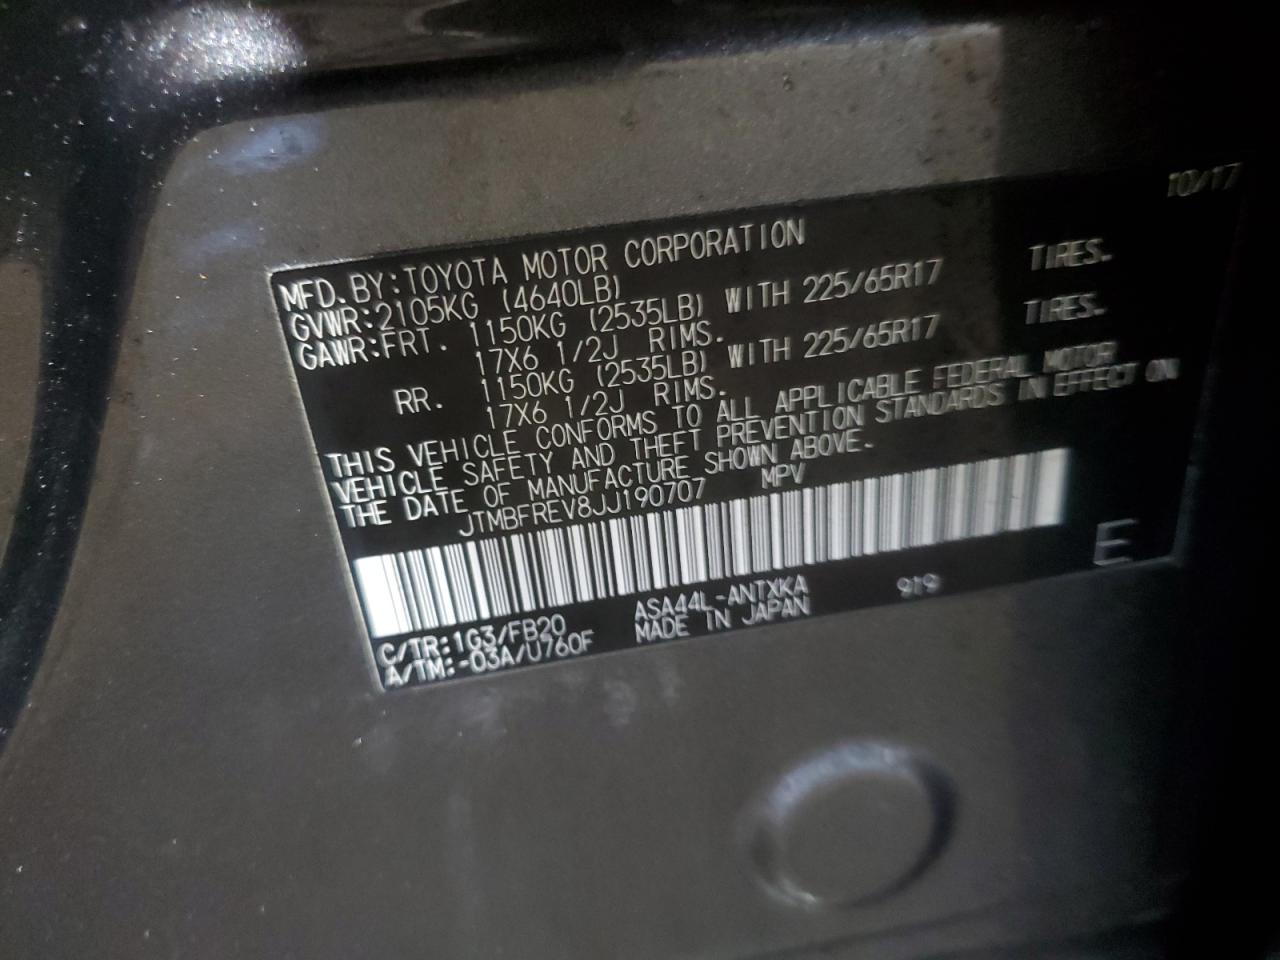 10/17
MFD. BY: TOYOTA MOTOR CORPORATION
GVWR: 2105KG (4640LB)
GAWR: FRT. 1150KG (2535LB) WITH 225/65R17 TIRES.
17X6 1/2J RIMS.
RR. 1150KG (2535LB) WITH 225/65R17 TIRES.
17X6 1/2J RIMS.
THIS VEHICLE CONFORMS TO ALL APPLICABLE FEDERAL MOTOR
VEHICLE SAFETY AND THEFT PREVENTION STANDARDS IN EFFECT ON
THE DATE OF MANUFACTURE SHOWN ABOVE.
JTMBFREV8JJ190707 MPV
C/TR: 1G3/FB20 ASA44L-ANTXKA 919 E
A/TM: -03A/U760F MADE IN JAPAN